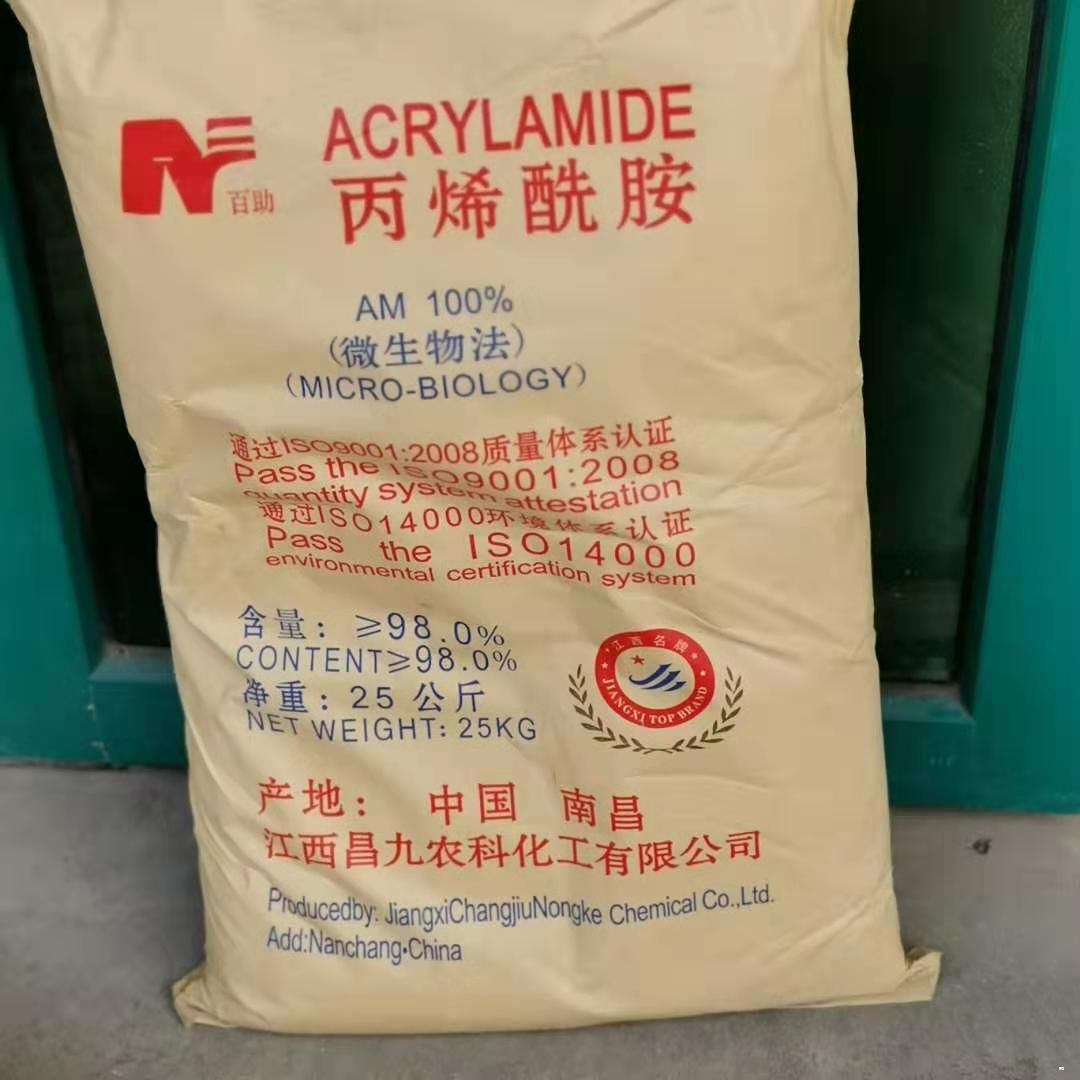 百助
ACRYLAMIDE
丙烯酰胺
AM 100%
(微生物法)
(MICRO-BIOLOGY)
通过ISO9001:2008质量体系认证
Pass the ISO9001:2008
quantity system attestation
通过ISO14000环境体系认证
Pass the ISO14000
environmental certification system
含量: ≥98.0%
CONTENT≥98.0%
净重: 25 公斤
NET WEIGHT: 25KG
江西名牌
JIANGXI TOP BRAND
产地: 中国 南昌
江西昌九农科化工有限公司
Producedby: JiangxiChangjiuNongke Chemical Co.,Ltd.
Add:Nanchang·China